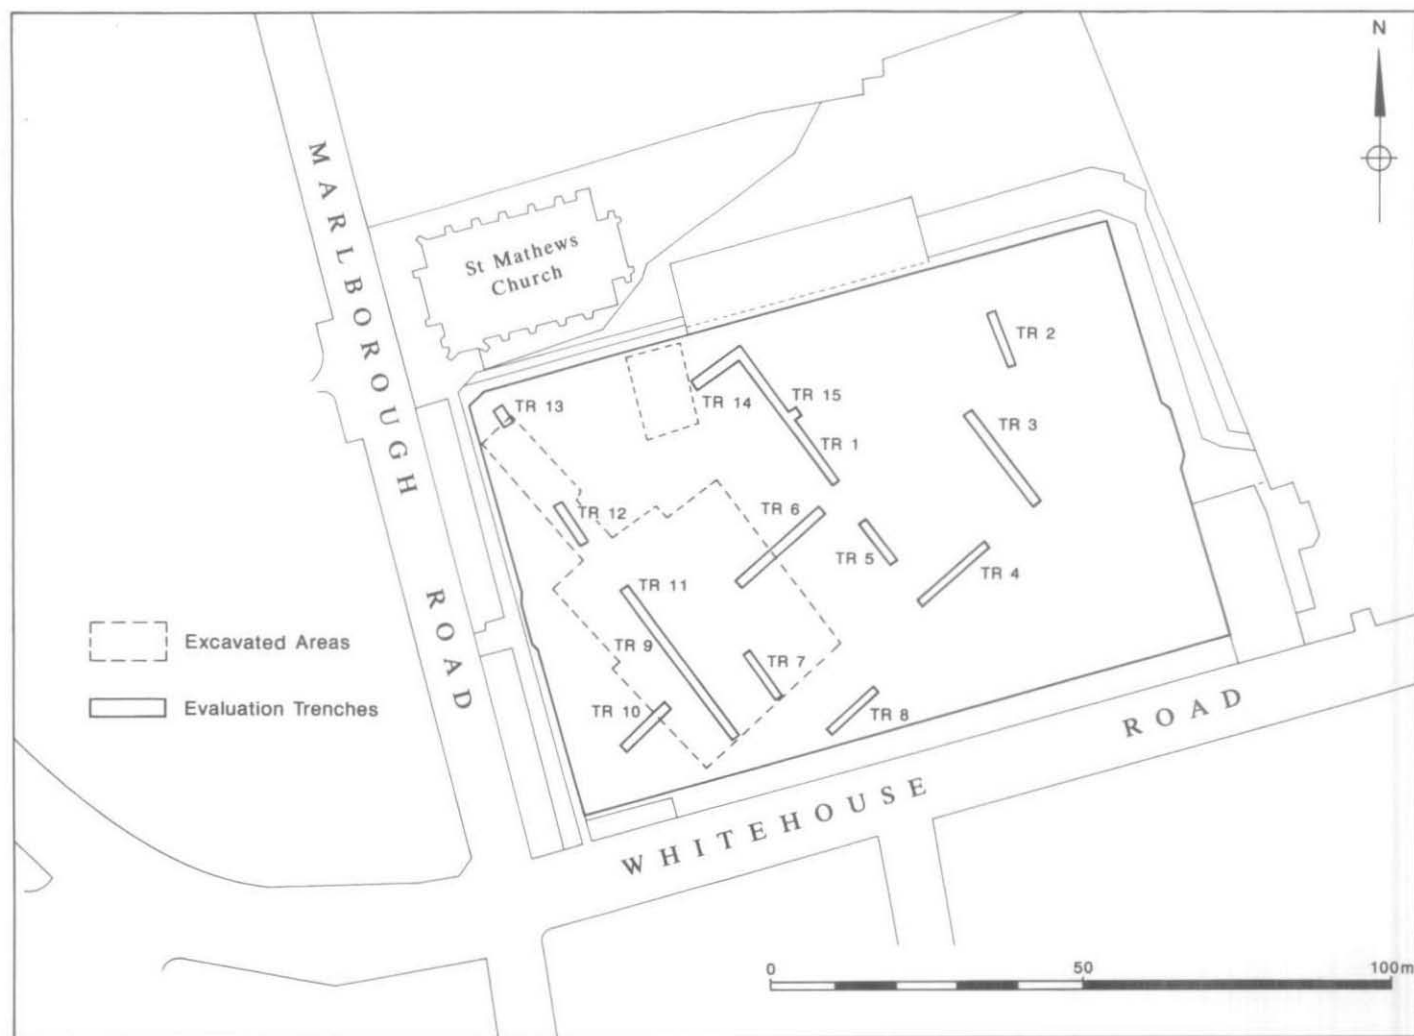 N
MARLBOROUGH ROAD
St Mathews
Church
TR 2
TR 13
TR 14
TR 15
TR 3
TR 1
TR 12
TR 6
TR 5
TR 4
TR 11
TR 9
TR 7
TR 10
TR 8
Excavated Areas
Evaluation Trenches
WHITEHOUSE ROAD
0 50 100m